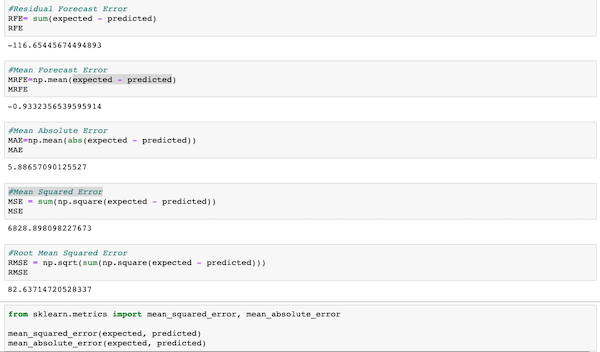 #Residual Forecast Error
RFE= sum(expected - predicted)
RFE
-116.65445674494893
#Mean Forecast Error
MRFE=np.mean(expected - predicted)
MRFE
-0.9332356539595914
#Mean Absolute Error
MAE=np.mean(abs(expected - predicted))
MAE
5.88657090125527
#Mean Squared Error
MSE = sum(np.square(expected - predicted))
MSE
6828.898098227673
#Root Mean Squared Error
RMSE = np.sqrt(sum(np.square(expected - predicted)))
RMSE
82.63714720528337
from sklearn.metrics import mean_squared_error, mean_absolute_error
mean_squared_error(expected, predicted)
mean_absolute_error(expected, predicted)